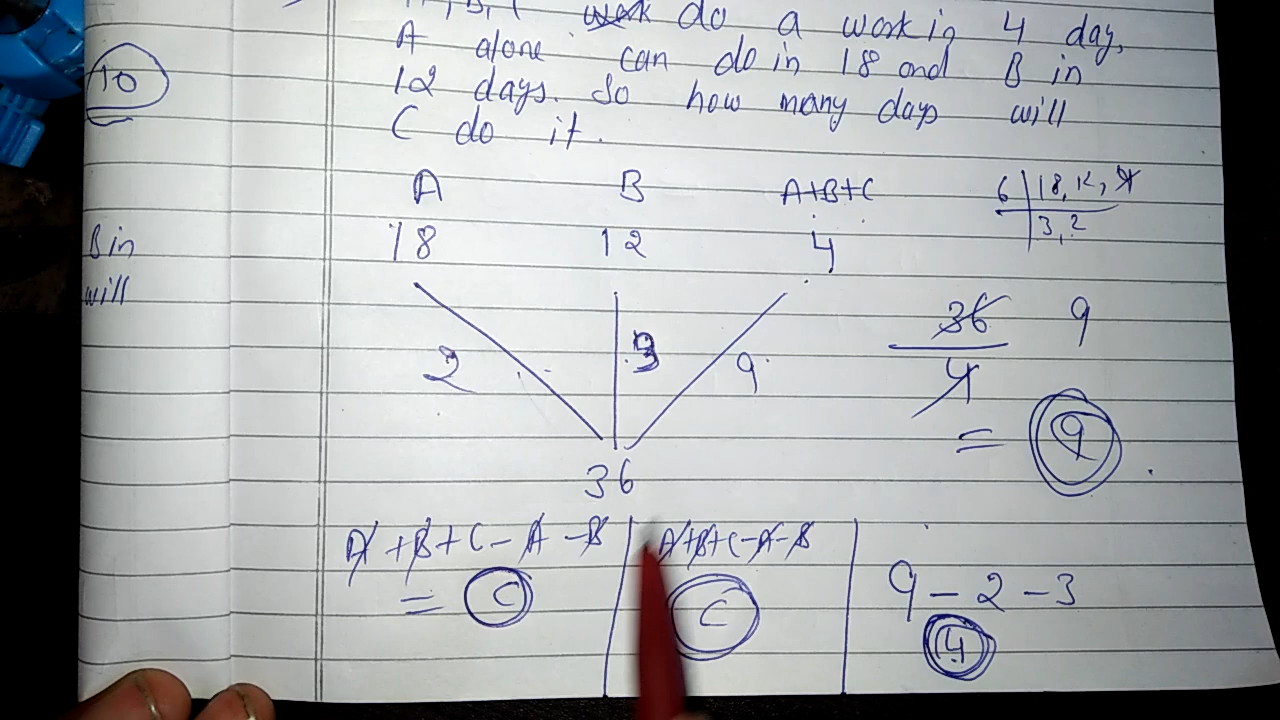 A, B, C work do a work in 4 day,
A alone can do in 18 and B in
10
12 days. So how many days will
C do it.
A B A+B+C 6 | 18, 12, 4
3, 2
B in 18 12 4
will
36 9
2 3 9 4
= 9
36
A + B + C - A - B A+B+C-A-B 9 - 2 - 3
= C C 4